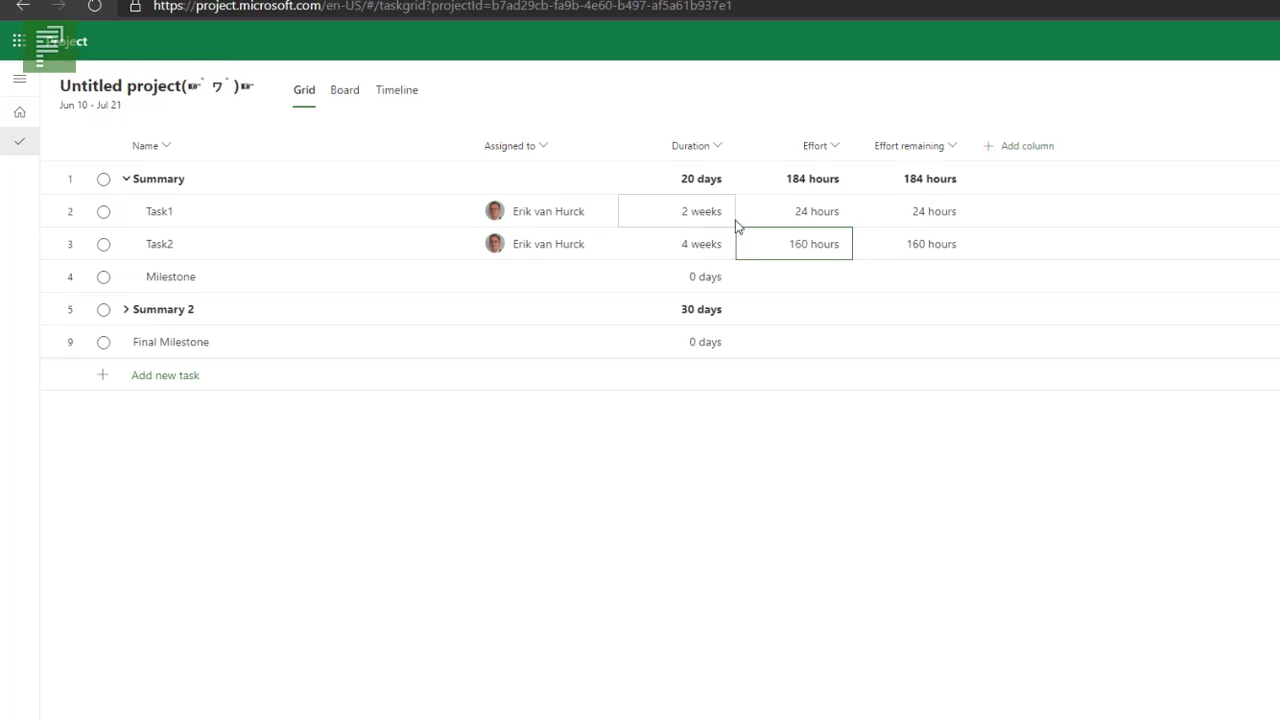 https://project.microsoft.com/en-US/#/taskgrid?projectId=b7ad29cb-fa9b-4e60-b497-af5a61b937e1
Project
Untitled project(☞ﾟヮﾟ)☞
Jun 10 - Jul 21
Grid Board Timeline
Name Assigned to Duration Effort Effort remaining Add column
1 Summary 20 days 184 hours 184 hours
2 Task1 Erik van Hurck 2 weeks 24 hours 24 hours
3 Task2 Erik van Hurck 4 weeks 160 hours 160 hours
4 Milestone 0 days
5 Summary 2 30 days
9 Final Milestone 0 days
Add new task